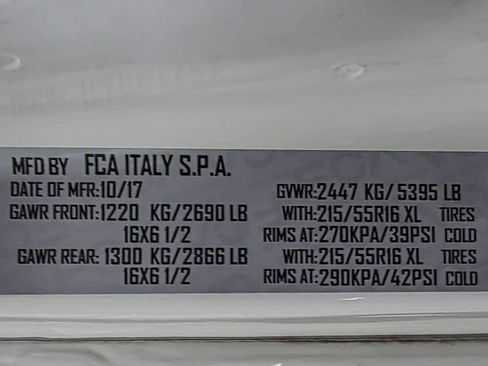 MFD BY FCA ITALY S.P.A.
DATE OF MFR:10/17 GVWR:2447 KG/ 5395 LB
GAWR FRONT:1220 KG/2690 LB WITH:215/55R16 XL TIRES
16X6 1/2 RIMS AT:270KPA/39PSI COLD
GAWR REAR:1300 KG/2866 LB WITH:215/55R16 XL TIRES
16X6 1/2 RIMS AT:290KPA/42PSI COLD